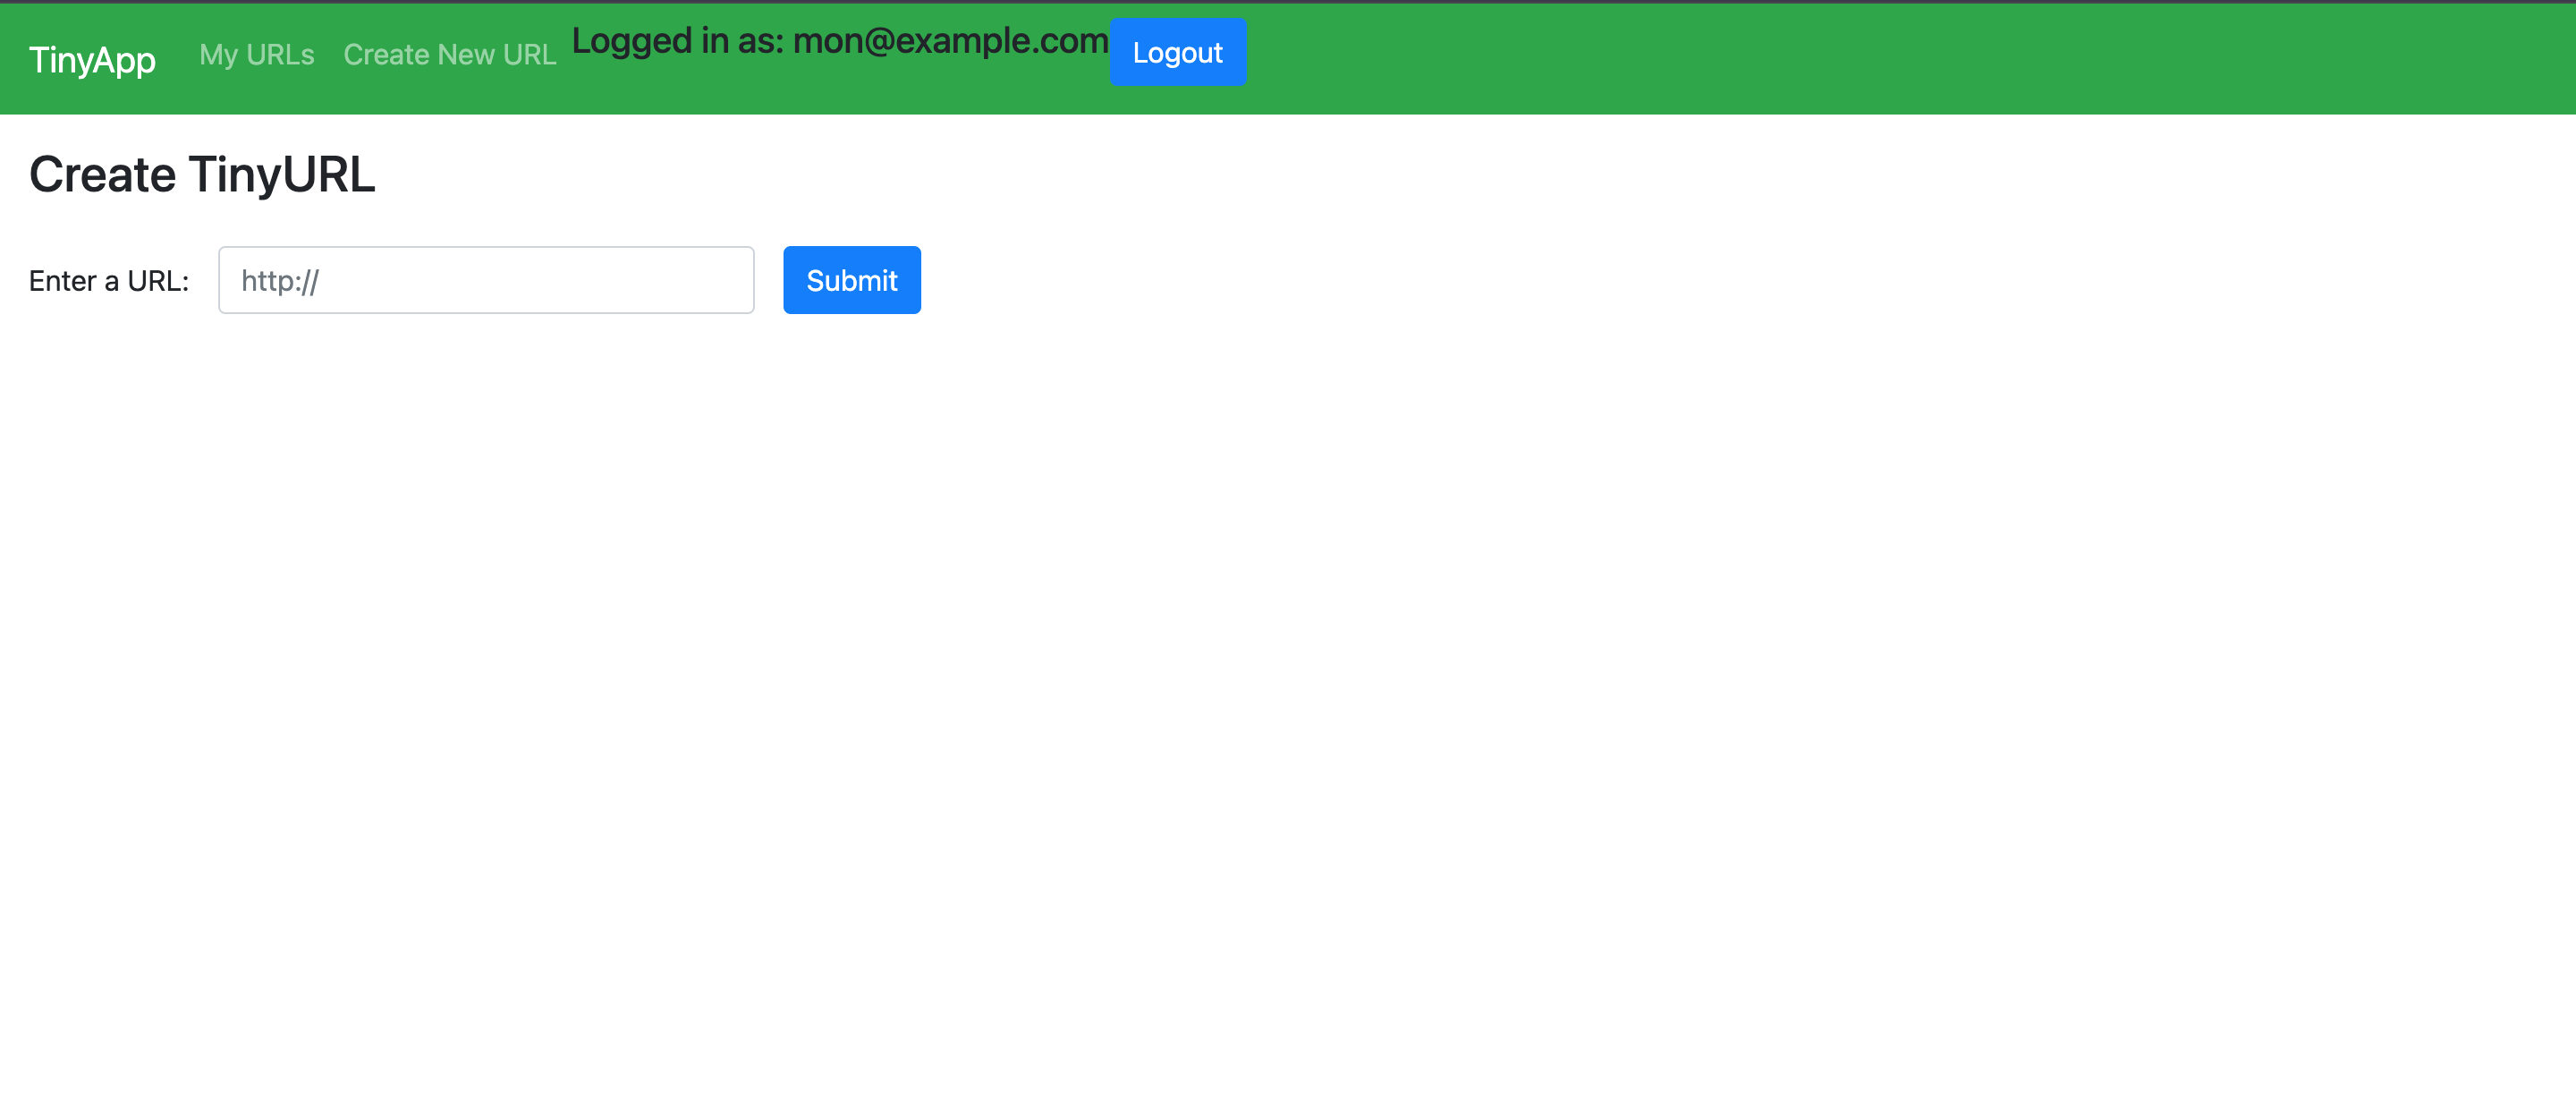 TinyApp My URLs Create New URL Logged in as: mon@example.com Logout
Create TinyURL
Enter a URL: http:// Submit